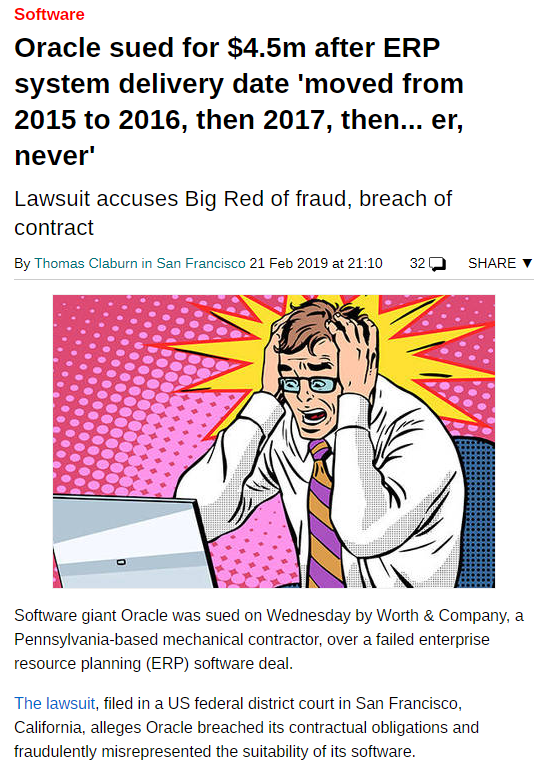 Software
Oracle sued for $4.5m after ERP
system delivery date 'moved from
2015 to 2016, then 2017, then... er,
never'
Lawsuit accuses Big Red of fraud, breach of
contract
By Thomas Claburn in San Francisco 21 Feb 2019 at 21:10 32 SHARE ▼
Software giant Oracle was sued on Wednesday by Worth & Company, a
Pennsylvania-based mechanical contractor, over a failed enterprise
resource planning (ERP) software deal.
The lawsuit, filed in a US federal district court in San Francisco,
California, alleges Oracle breached its contractual obligations and
fraudulently misrepresented the suitability of its software.